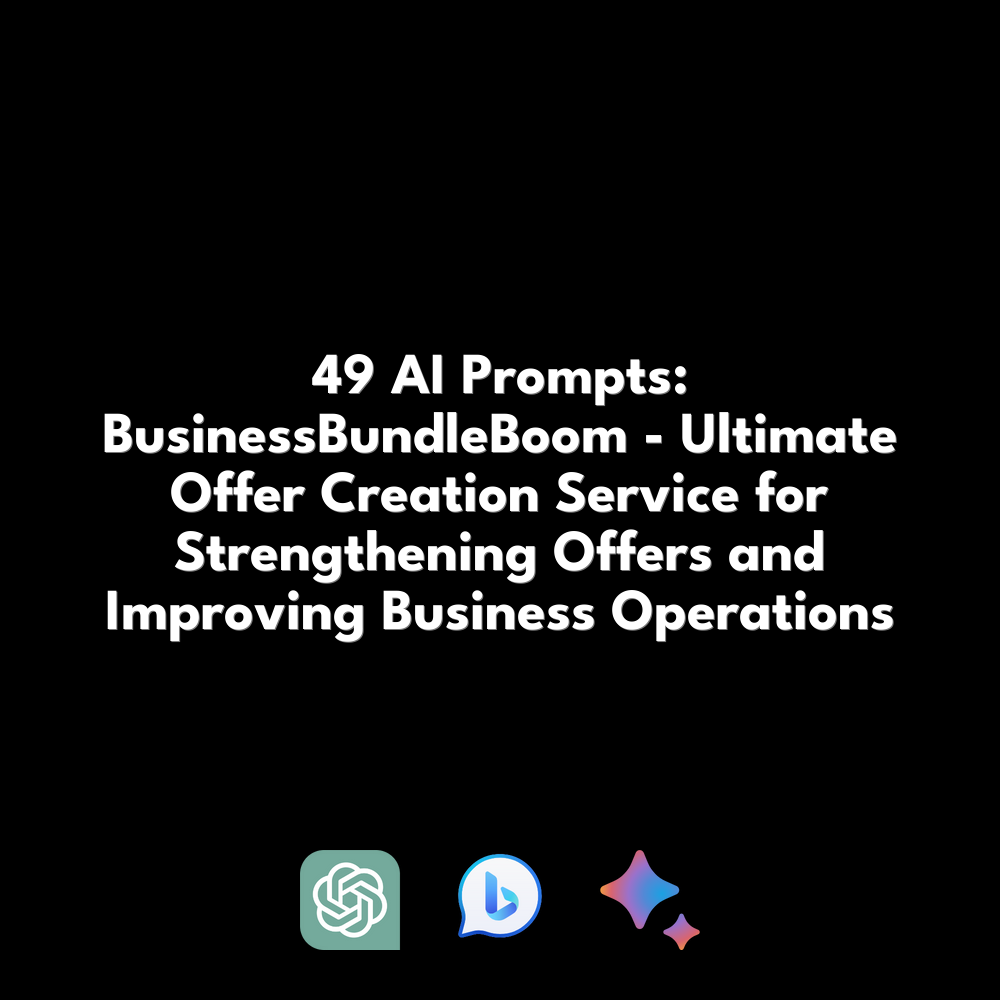 49 AI Prompts:
BusinessBundleBoom - Ultimate
Offer Creation Service for
Strengthening Offers and
Improving Business Operations